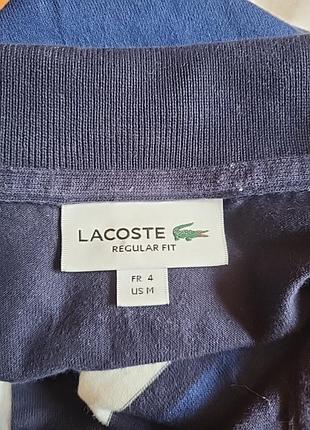 LACOSTE
REGULAR FIT
FR 4
US M